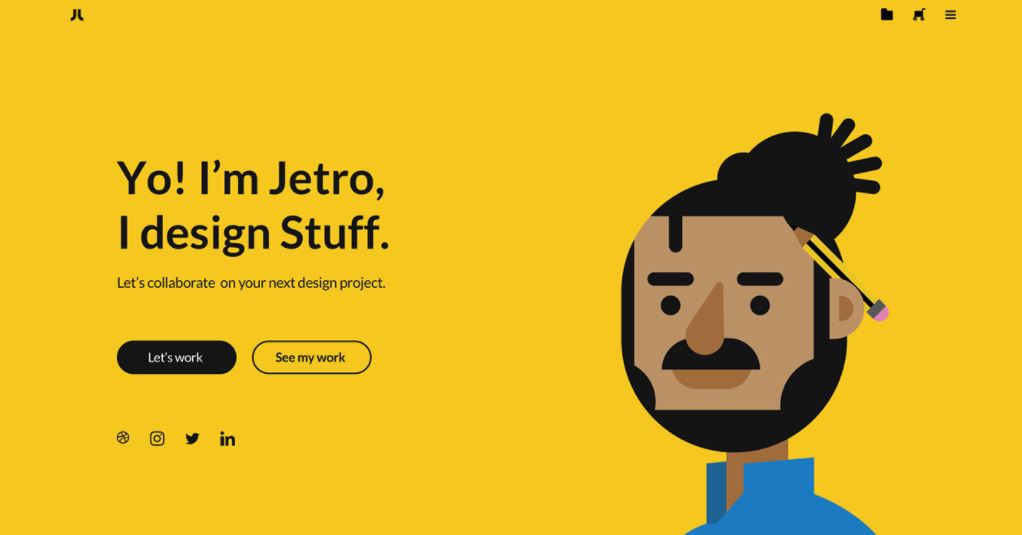 Yo! I’m Jetro,
I design Stuff.
Let’s collaborate on your next design project.
Let’s work
See my work